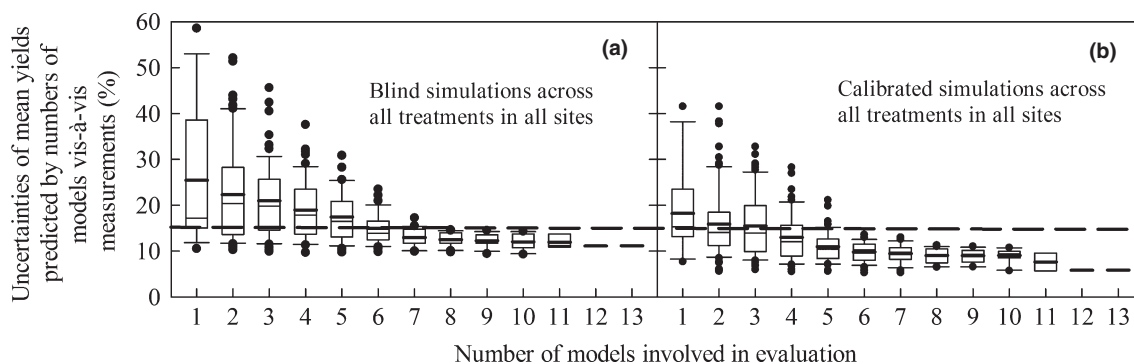 Uncertainties of mean yields
predicted by numbers of
models vis-à-vis
measurements (%)
60
50
40
30
20
10
0
(a)
Blind simulations across
all treatments in all sites
(b)
Calibrated simulations across
all treatments in all sites
1 2 3 4 5 6 7 8 9 10 11 12 13
1 2 3 4 5 6 7 8 9 10 11 12 13
Number of models involved in evaluation